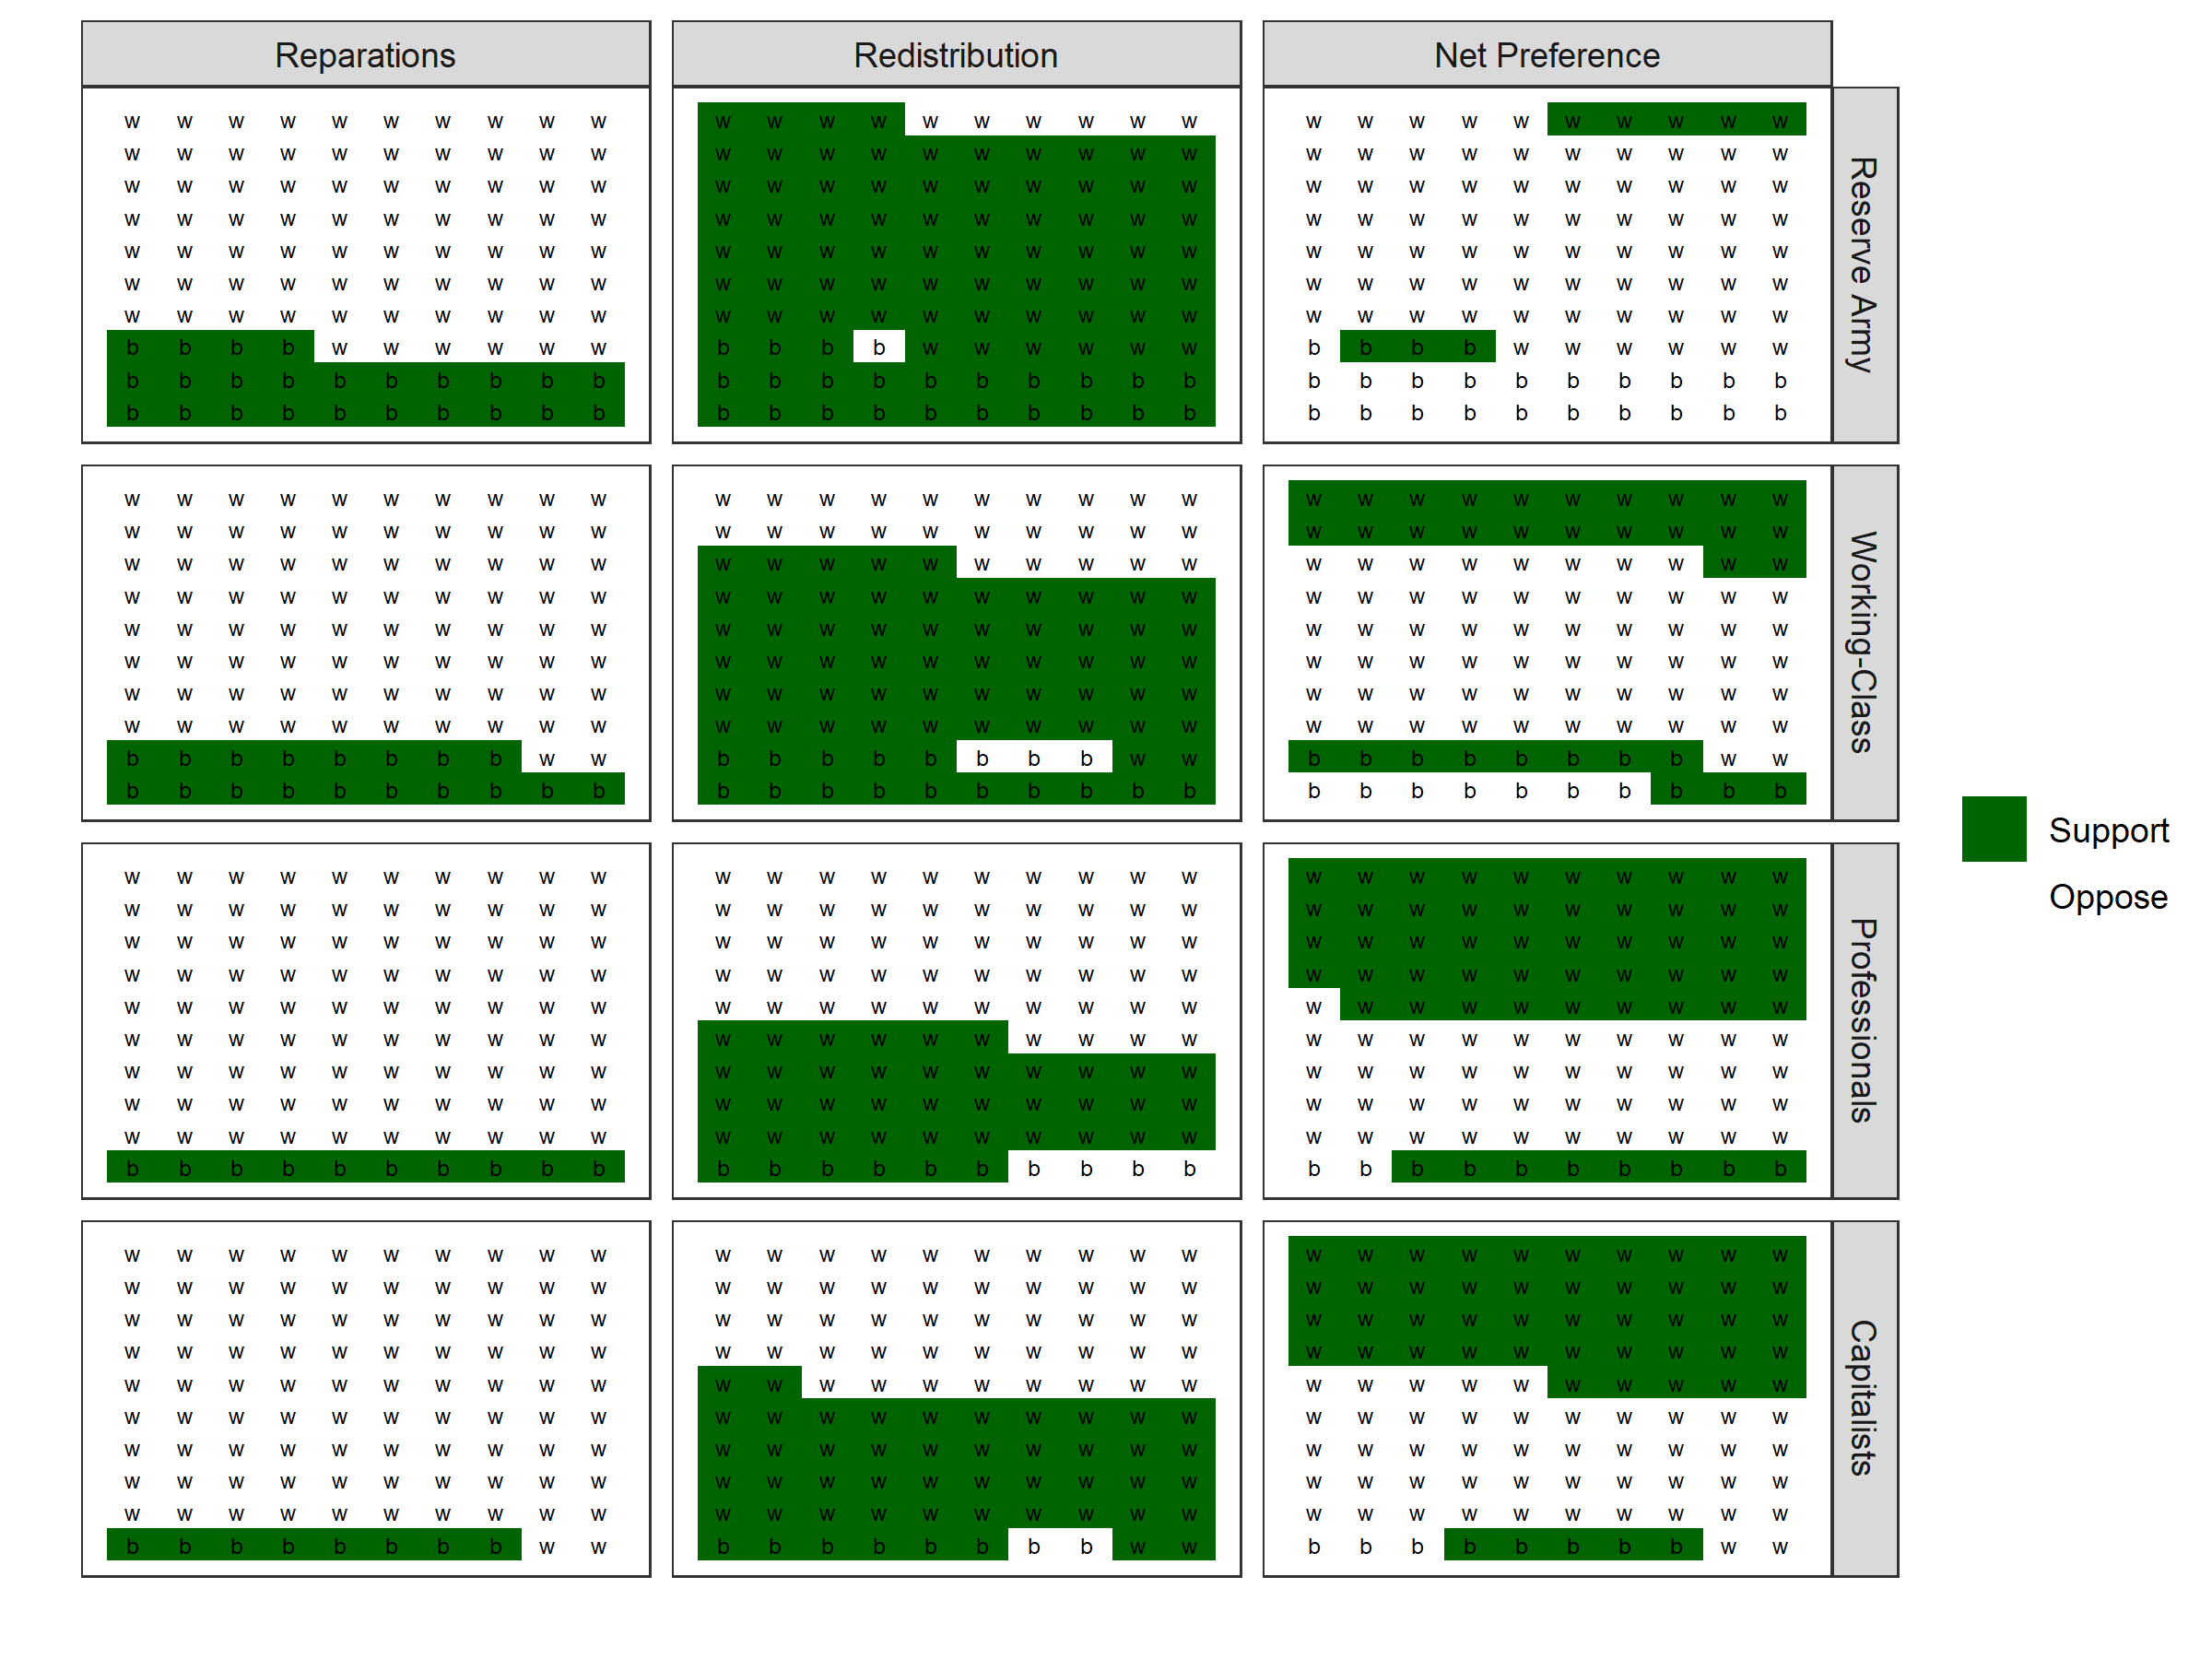 Reparations Redistribution Net Preference
w w w w w w w w w w w w w w w w w w w w w w w w w w w w w w
w w w w w w w w w w w w w w w w w w w w w w w w w w w w w w
w w w w w w w w w w w w w w w w w w w w w w w w w w w w w w
w w w w w w w w w w w w w w w w w w w w w w w w w w w w w w
w w w w w w w w w w w w w w w w w w w w w w w w w w w w w w
w w w w w w w w w w w w w w w w w w w w w w w w w w w w w w
w w w w w w w w w w w w w w w w w w w w w w w w w w w w w w
b b b b w w w w w w b b b b w w w w w w b b b b w w w w w w
b b b b b b b b b b b b b b b b b b b b b b b b b b b b b b
b b b b b b b b b b b b b b b b b b b b b b b b b b b b b b
Reserve Army
w w w w w w w w w w w w w w w w w w w w w w w w w w w w w w
w w w w w w w w w w w w w w w w w w w w w w w w w w w w w w
w w w w w w w w w w w w w w w w w w w w w w w w w w w w w w
w w w w w w w w w w w w w w w w w w w w w w w w w w w w w w
w w w w w w w w w w w w w w w w w w w w w w w w w w w w w w
w w w w w w w w w w w w w w w w w w w w w w w w w w w w w w
w w w w w w w w w w w w w w w w w w w w w w w w w w w w w w
w w w w w w w w w w w w w w w w w w w w w w w w w w w w w w
b b b b b b b b w w b b b b b b b b w w b b b b b b b b w w
b b b b b b b b b b b b b b b b b b b b b b b b b b b b b b
Working-Class
w w w w w w w w w w w w w w w w w w w w w w w w w w w w w w
w w w w w w w w w w w w w w w w w w w w w w w w w w w w w w
w w w w w w w w w w w w w w w w w w w w w w w w w w w w w w
w w w w w w w w w w w w w w w w w w w w w w w w w w w w w w
w w w w w w w w w w w w w w w w w w w w w w w w w w w w w w
w w w w w w w w w w w w w w w w w w w w w w w w w w w w w w
w w w w w w w w w w w w w w w w w w w w w w w w w w w w w w
w w w w w w w w w w w w w w w w w w w w w w w w w w w w w w
w w w w w w w w w w w w w w w w w w w w w w w w w w w w w w
b b b b b b b b b b b b b b b b b b b b b b b b b b b b b b
Professionals
w w w w w w w w w w w w w w w w w w w w w w w w w w w w w w
w w w w w w w w w w w w w w w w w w w w w w w w w w w w w w
w w w w w w w w w w w w w w w w w w w w w w w w w w w w w w
w w w w w w w w w w w w w w w w w w w w w w w w w w w w w w
w w w w w w w w w w w w w w w w w w w w w w w w w w w w w w
w w w w w w w w w w w w w w w w w w w w w w w w w w w w w w
w w w w w w w w w w w w w w w w w w w w w w w w w w w w w w
w w w w w w w w w w w w w w w w w w w w w w w w w w w w w w
w w w w w w w w w w w w w w w w w w w w w w w w w w w w w w
b b b b b b b b w w b b b b b b b b w w b b b b b b b b w w
Capitalists
Support
Oppose